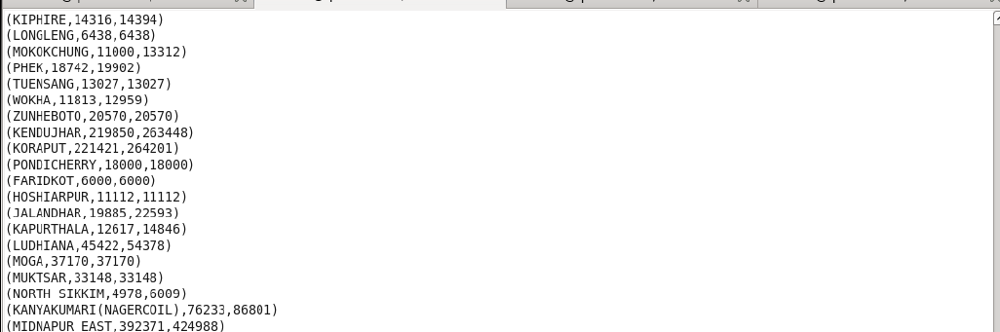 (KIPHIRE,14316,14394)
(LONGLENG,6438,6438)
(MOKOKCHUNG,11000,13312)
(PHEK,18742,19902)
(TUENSANG,13027,13027)
(WOKHA,11813,12959)
(ZUNHEBOTO,20570,20570)
(KENDUJHAR,219850,263448)
(KORAPUT,221421,264201)
(PONDICHERRY,18000,18000)
(FARIDKOT,6000,6000)
(HOSHIARPUR,11112,11112)
(JALANDHAR,19885,22593)
(KAPURTHALA,12617,14846)
(LUDHIANA,45422,54378)
(MOGA,37170,37170)
(MUKTSAR,33148,33148)
(NORTH SIKKIM,4978,6009)
(KANYAKUMARI(NAGERCOIL),76233,86801)
(MIDNAPUR EAST,392371,424988)